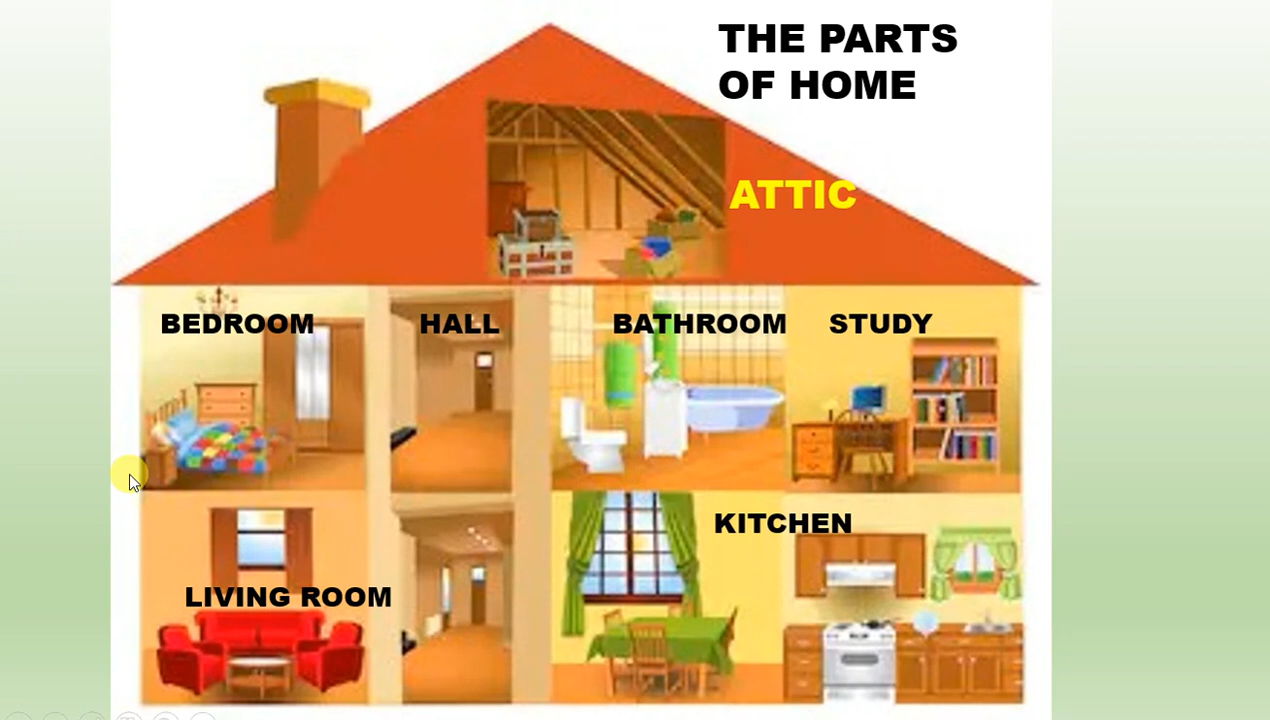 THE PARTS
OF HOME
ATTIC
BEDROOM
HALL
BATHROOM
STUDY
KITCHEN
LIVING ROOM